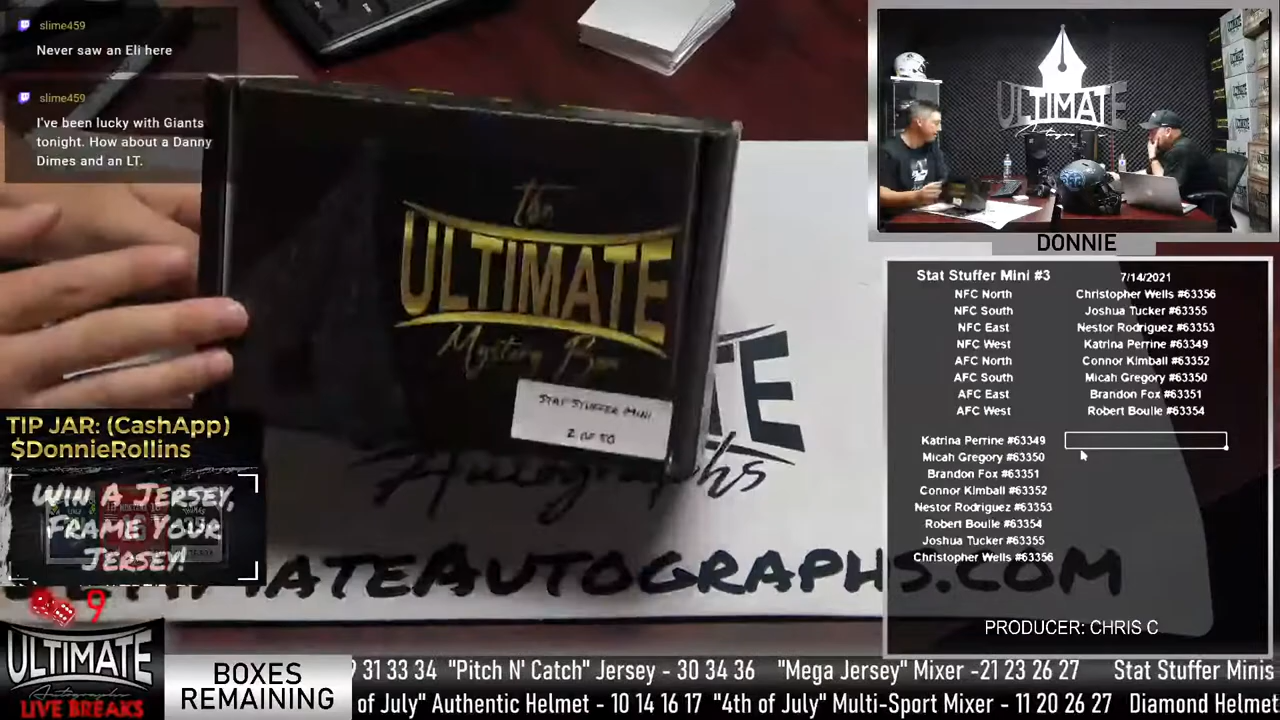 slime459
Never saw an Eli here
slime459
I've been lucky with Giants
tonight. How about a Danny
Dimes and an LT.
the
ULTIMATE
Mystery Box
STAT STUFFER MINI
2 OF 50
Autographs
ULTIMATE
DONNIE
Stat Stuffer Mini #3 7/14/2021
NFC North Christopher Wells #63356
NFC South Joshua Tucker #63355
NFC East Nestor Rodriguez #63353
NFC West Katrina Perrine #63349
AFC North Connor Kimball #63352
AFC South Micah Gregory #63350
AFC East Brandon Fox #63351
AFC West Robert Boulle #63354
Katrina Perrine #63349
Micah Gregory #63350
Brandon Fox #63351
Connor Kimball #63352
Nestor Rodriguez #63353
Robert Boulle #63354
Joshua Tucker #63355
Christopher Wells #63356
PRODUCER: CHRIS C
TIP JAR: (CashApp)
$DonnieRollins
WIN A JERSEY,
FRAME YOUR
JERSEY!
9
ULTIMATE
Autographs
LIVE BREAKS
MATEAUTOGRAPHS.COM
BOXES
REMAINING
9 31 33 34 "Pitch N' Catch" Jersey - 30 34 36 "Mega Jersey" Mixer -21 23 26 27 Stat Stuffer Minis
of July" Authentic Helmet - 10 14 16 17 "4th of July" Multi-Sport Mixer - 11 20 26 27 Diamond Helmet